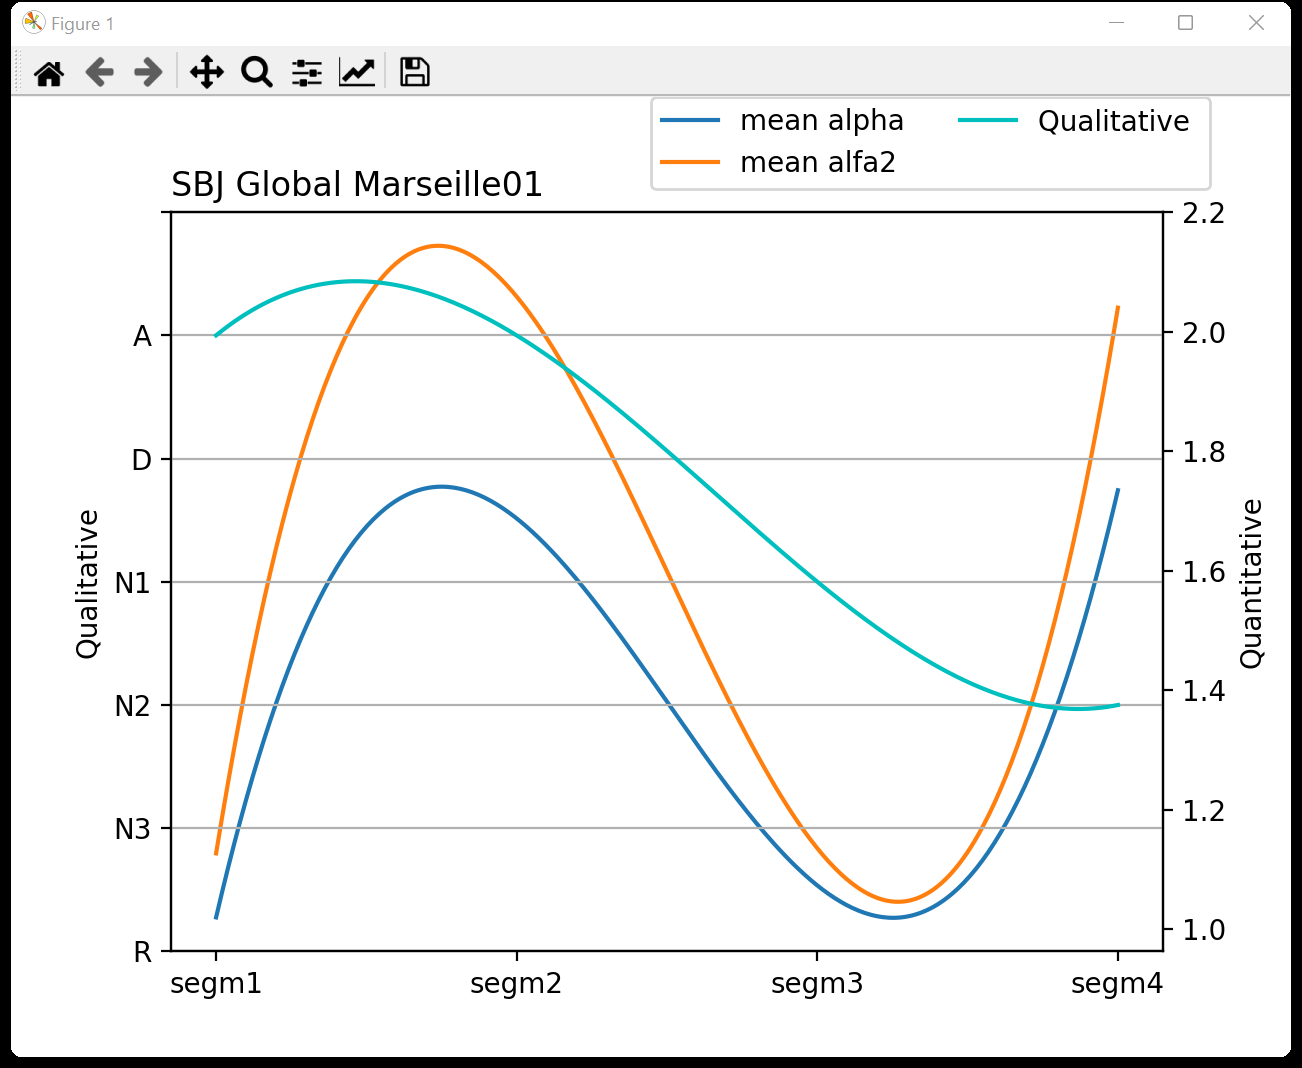 Figure 1
mean alpha
mean alfa2
Qualitative
SBJ Global Marseille01
A
D
N1
N2
N3
R
Qualitative
2.2
2.0
1.8
1.6
1.4
1.2
1.0
Quantitative
segm1 segm2 segm3 segm4